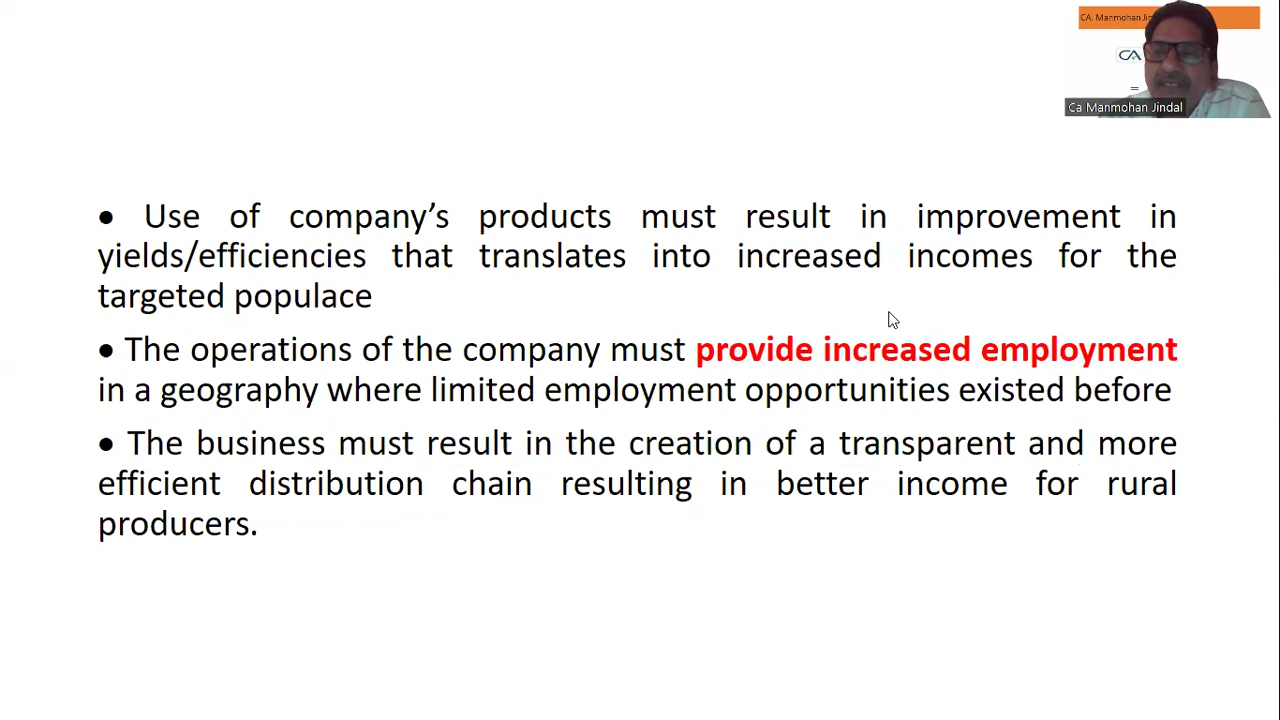 CA. Manmohan
CA
Ca Manmohan Jindal
• Use of company’s products must result in improvement in
yields/efficiencies that translates into increased incomes for the
targeted populace
• The operations of the company must provide increased employment
in a geography where limited employment opportunities existed before
• The business must result in the creation of a transparent and more
efficient distribution chain resulting in better income for rural
producers.